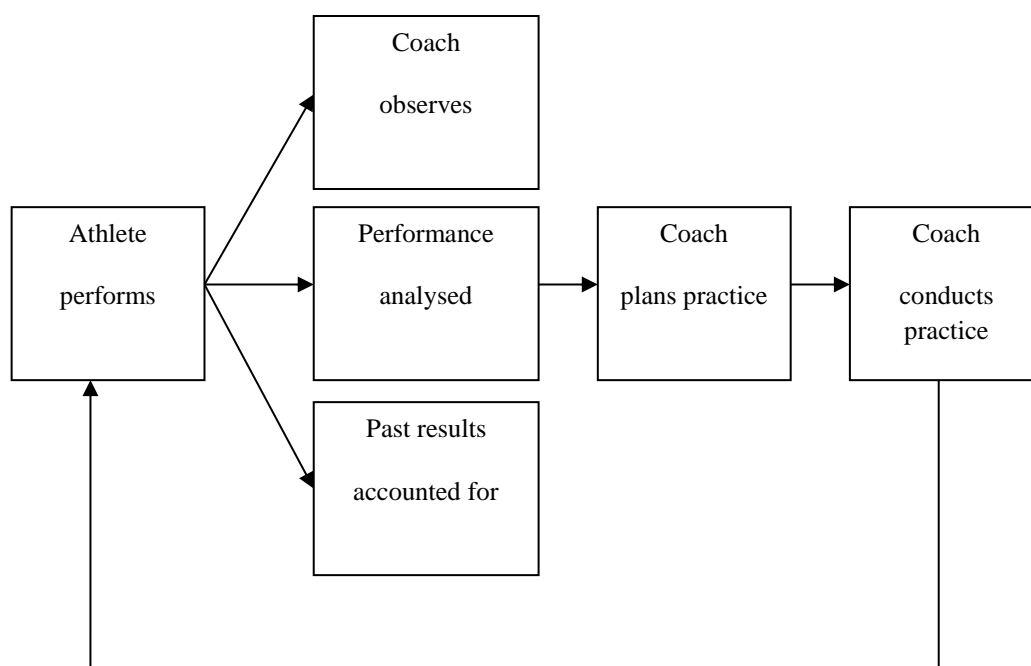 Coach
observes
Athlete
performs
Performance
analysed
Coach
plans practice
Coach
conducts
practice
Past results
accounted for